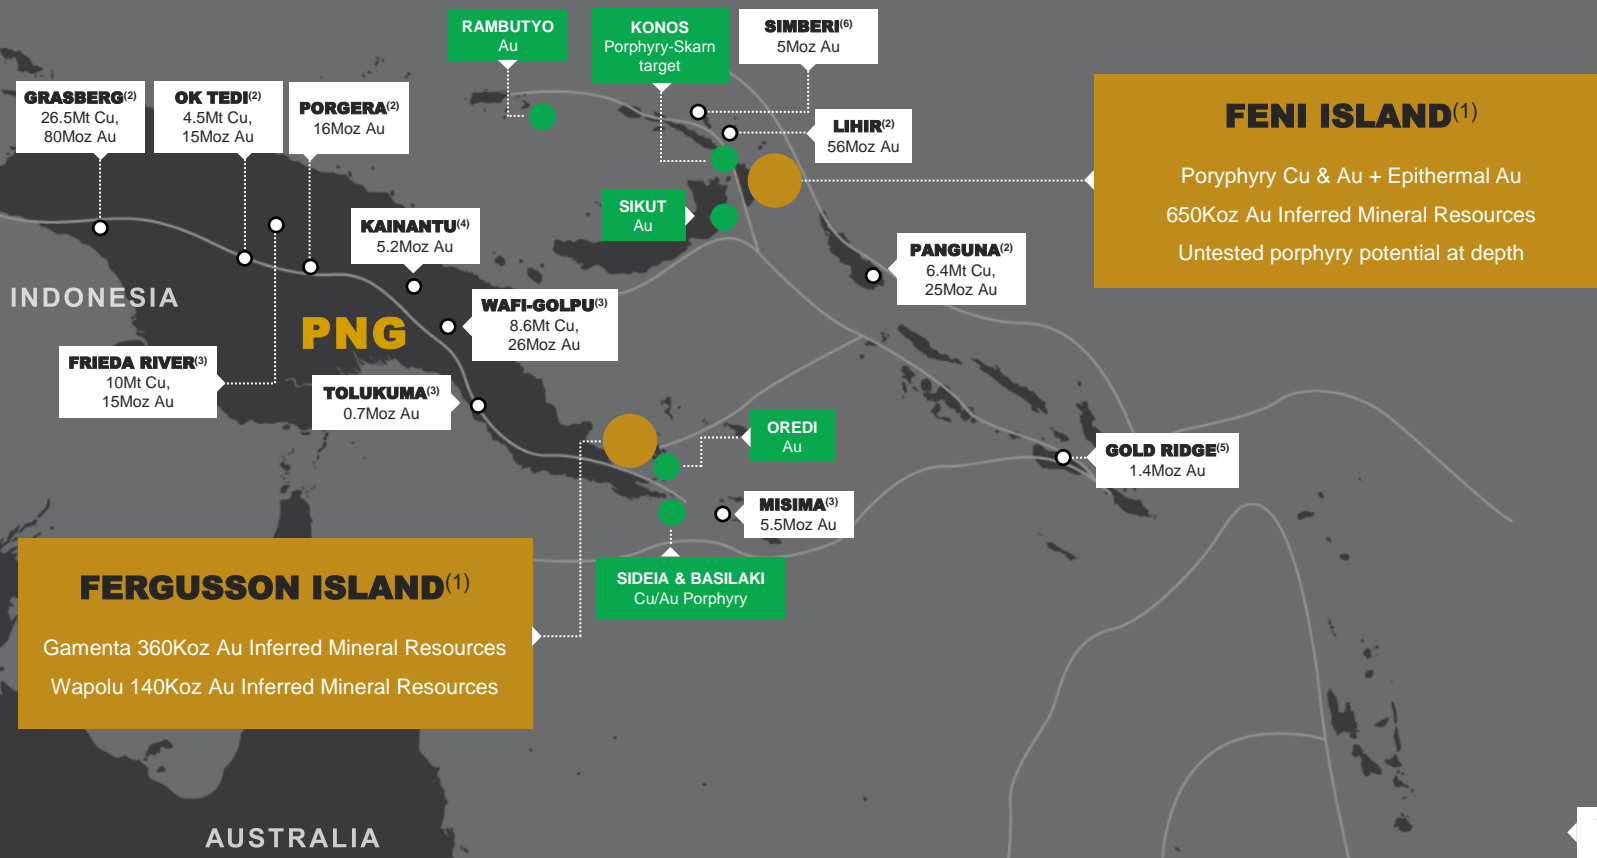 RAMBUTYO
Au
KONOS
Porphyry-Skarn
target
SIMBERI(6)
5Moz Au
GRASBERG(2)
26.5Mt Cu,
80Moz Au
OK TEDI(2)
4.5Mt Cu,
15Moz Au
PORGERA(2)
16Moz Au
LIHIR(2)
56Moz Au
FENI ISLAND(1)
Poryphyry Cu & Au + Epithermal Au
650Koz Au Inferred Mineral Resources
Untested porphyry potential at depth
SIKUT
Au
KAINANTU(4)
5.2Moz Au
PANGUNA(2)
6.4Mt Cu,
25Moz Au
INDONESIA
PNG
WAFI-GOLPU(3)
8.6Mt Cu,
26Moz Au
FRIEDA RIVER(3)
10Mt Cu,
15Moz Au
TOLUKUMA(3)
0.7Moz Au
OREDI
Au
GOLD RIDGE(5)
1.4Moz Au
MISIMA(3)
5.5Moz Au
FERGUSSON ISLAND(1)
Gamenta 360Koz Au Inferred Mineral Resources
Wapolu 140Koz Au Inferred Mineral Resources
SIDEIA & BASILAKI
Cu/Au Porphyry
AUSTRALIA